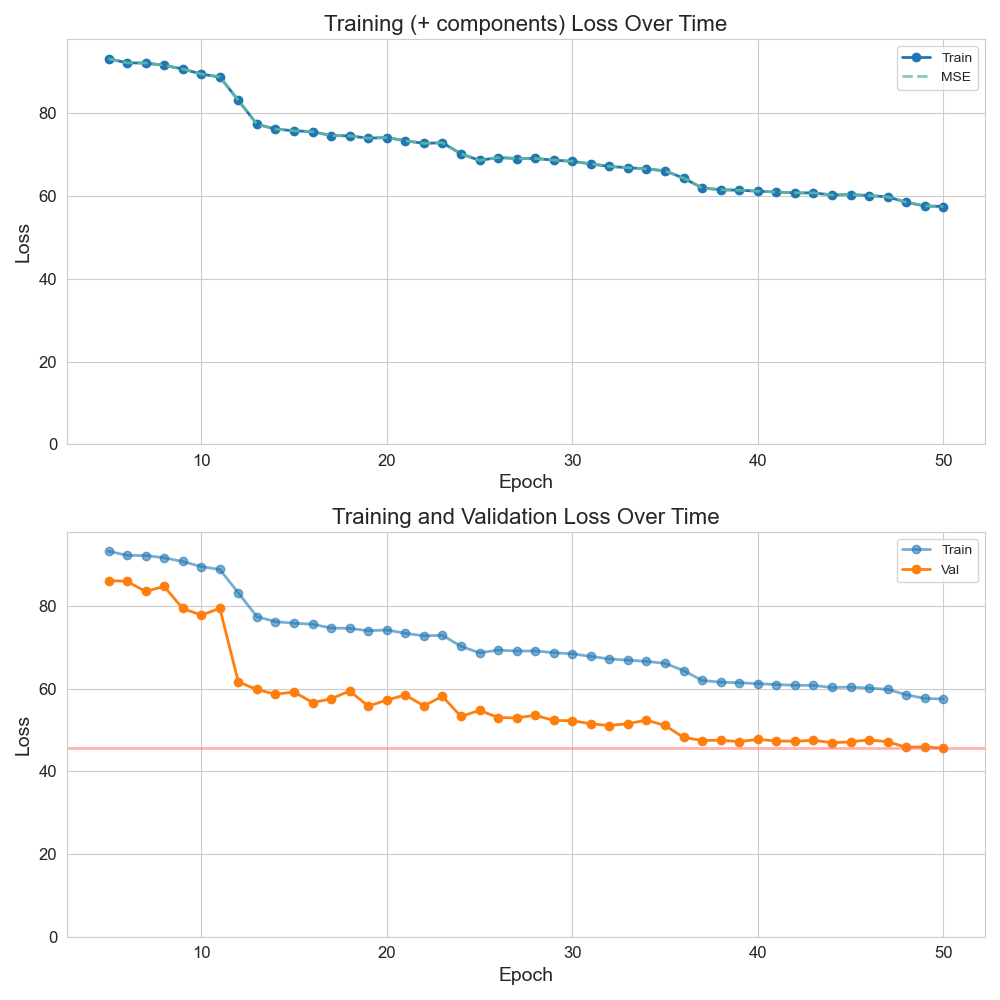 Training (+ components) Loss Over Time
Train
MSE
80
60
40
20
0
Loss
10 20 30 40 50
Epoch
Training and Validation Loss Over Time
Train
Val
80
60
40
20
0
Loss
10 20 30 40 50
Epoch